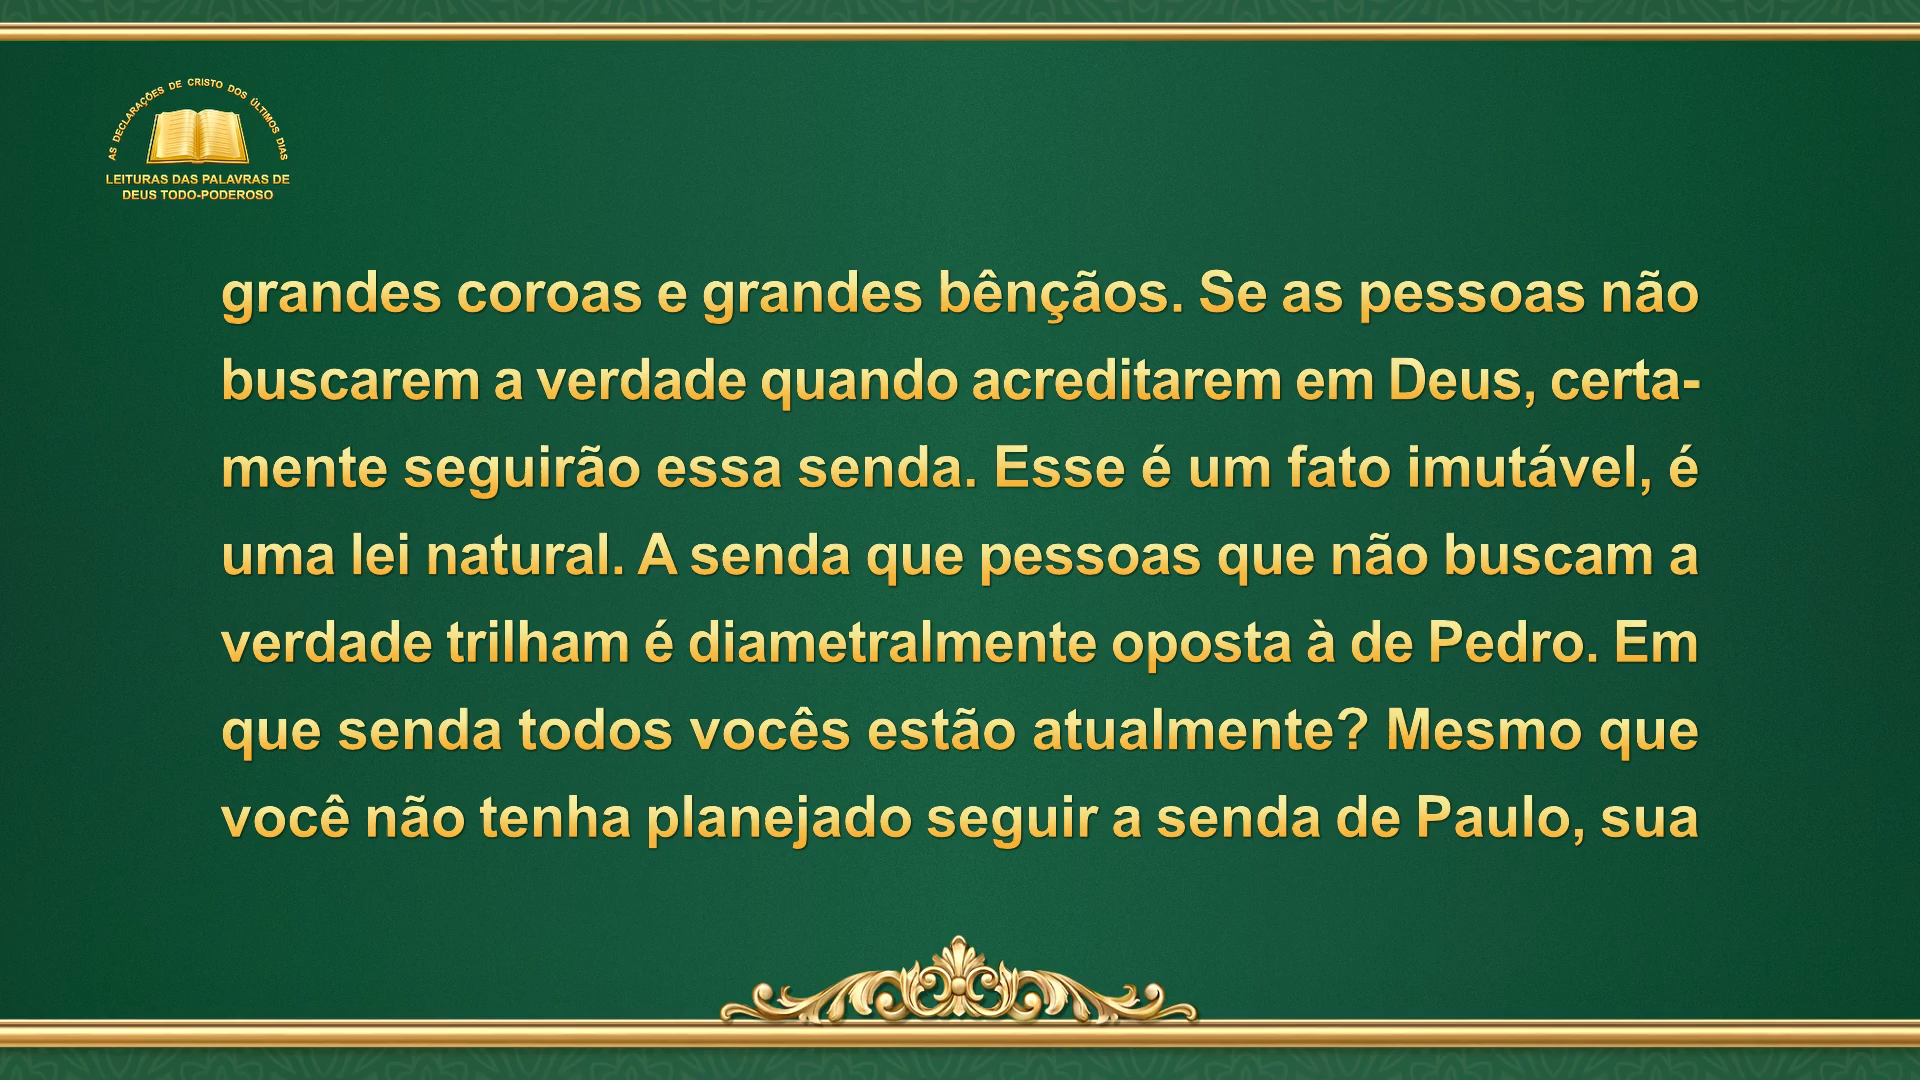 AS DECLARAÇÕES DE CRISTO DOS ÚLTIMOS DIAS
LEITURAS DAS PALAVRAS DE
DEUS TODO-PODEROSO
grandes coroas e grandes bênçãos. Se as pessoas não
buscarem a verdade quando acreditarem em Deus, certa-
mente seguirão essa senda. Esse é um fato imutável, é
uma lei natural. A senda que pessoas que não buscam a
verdade trilham é diametralmente oposta à de Pedro. Em
que senda todos vocês estão atualmente? Mesmo que
você não tenha planejado seguir a senda de Paulo, sua